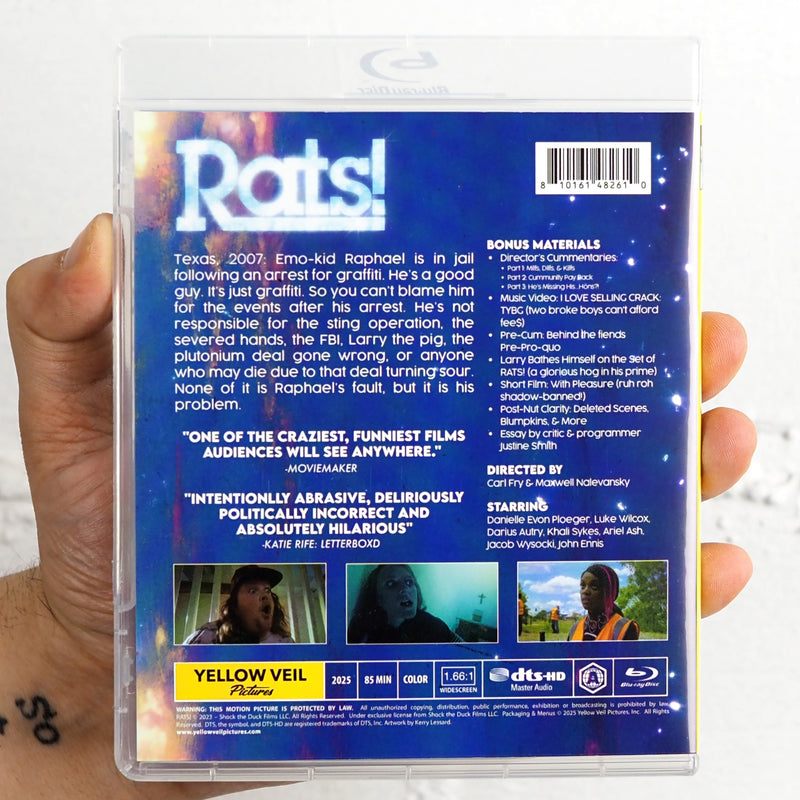 Rats!
8 10161 48261 0
Texas, 2007: Emo-kid Raphael is in jail
following an arrest for graffiti. He's a good
guy. It's just graffiti. So you can't blame him
for the events after his arrest. He's not
responsible for the sting operation, the
severed hands, the FBI, Larry the pig, the
plutonium deal gone wrong, or anyone
who may die due to that deal turning sour.
None of it is Raphael's fault, but it is his
problem.
"ONE OF THE CRAZIEST, FUNNIEST FILMS
AUDIENCES WILL SEE ANYWHERE."
-MOVIEMAKER
"INTENTIONLLY ABRASIVE, DELIRIOUSLY
POLITICALLY INCORRECT AND
ABSOLUTELY HILARIOUS"
-KATIE RIFE: LETTERBOXD
BONUS MATERIALS
• Director's Cummentaries:
• Part 1: Mills, Dills, & Kills
• Part 2: Cummunity Pay Back
• Part 3: He's Missing His
• Music Video: I LOVE SELLING CRACK:
TYBG (two broke boys can't afford
fee$)
• Pre-Cum: Behind the fiends
Pre-Pro-quo
• Larry Bathes Himself on the Set of
RATS! (a glorious hog in his prime)
• Short Film: With Pleasure (ruh roh
shadow-banned!)
• Post-Nut Clarity: Deleted Scenes,
Blumpkins, & More
• Essay by critic & programmer
Justine Smith
DIRECTED BY
Carl Fry & Maxwell Nalevansky
STARRING
Danielle Evon Ploeger, Luke Wilcox,
Darius Autry, Khali Sykes, Ariel Ash,
Jacob Wysocki, John Ennis
YELLOW VEIL
Pictures
2025
85 MIN
COLOR
1.66:1
WIDESCREEN
dts-HD
Master Audio
Blu-ray Disc
WARNING: THIS MOTION PICTURE IS PROTECTED BY LAW. All unauthorized copying, distribution, public performance, exhibition or broadcasting is prohibited by law.
RATS! © 2023 – Shock the Duck Films LLC. All Rights Reserved. Under exclusive license from Shock the Duck Films LLC. Packaging & Menus © 2025 Yellow Veil Pictures, Inc. All Rights
Reserved. DTS, the symbol, and DTS-HD are registered trademarks of DTS, Inc. Artwork by Kerry Lessard.
www.yellowveilpictures.com